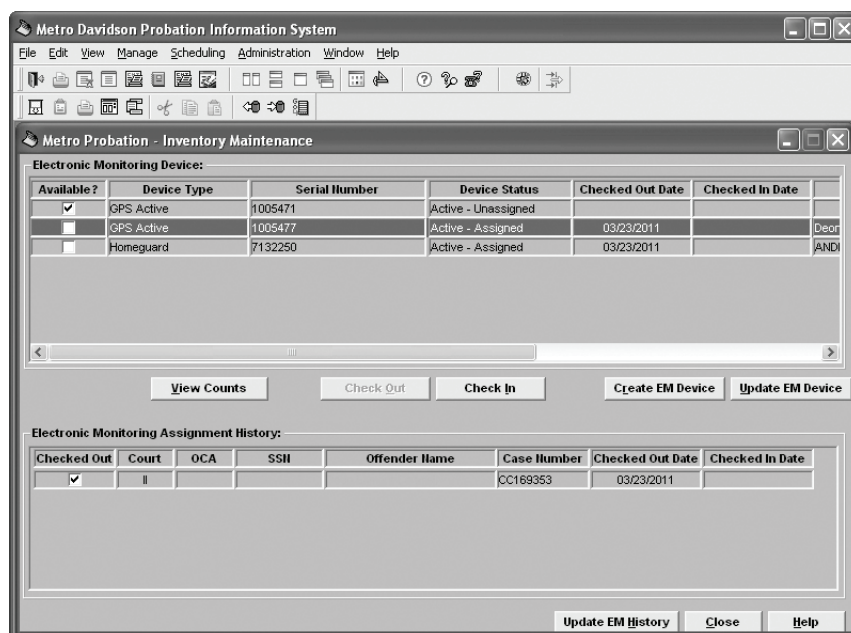 Metro Davidson Probation Information System
File Edit View Manage Scheduling Administration Window Help
Metro Probation - Inventory Maintenance
Electronic Monitoring Device:
Available? Device Type Serial Number Device Status Checked Out Date Checked In Date
GPS Active 1005471 Active - Unassigned
GPS Active 1005477 Active - Assigned 03/23/2011 Deor
Homeguard 7132250 Active - Assigned 03/23/2011 ANDI
View Counts Check Out Check In Create EM Device Update EM Device
Electronic Monitoring Assignment History:
Checked Out Court OCA SSN Offender Name Case Number Checked Out Date Checked In Date
II CC169353 03/23/2011
Update EM History Close Help